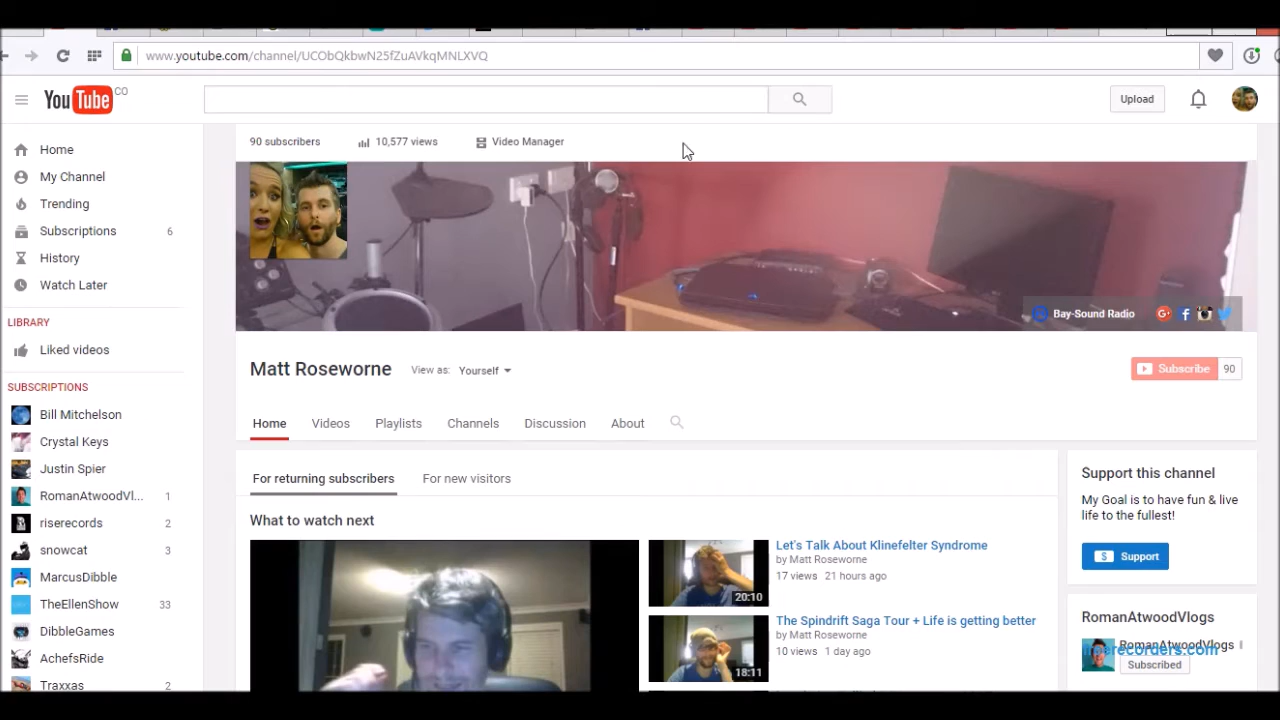 www.youtube.com/channel/UCObQkbwN25fZuAVkqMNLXVQ
YouTube CO
Upload
90 subscribers
10,577 views
Video Manager
Home
My Channel
Trending
Subscriptions 6
History
Watch Later
LIBRARY
Liked videos
SUBSCRIPTIONS
Bill Mitchelson
Crystal Keys
Justin Spier
RomanAtwoodVl... 1
riserecords 2
snowcat 3
MarcusDibble
TheEllenShow 33
DibbleGames
AchefsRide
Traxxas 2
Bay-Sound Radio
Matt Roseworne
View as: Yourself
Subscribe 90
Home
Videos
Playlists
Channels
Discussion
About
For returning subscribers
For new visitors
What to watch next
20:10
Let's Talk About Klinefelter Syndrome
by Matt Roseworne
17 views 21 hours ago
18:11
The Spindrift Saga Tour + Life is getting better
by Matt Roseworne
10 views 1 day ago
Support this channel
My Goal is to have fun & live
life to the fullest!
S Support
RomanAtwoodVlogs
RomanAtwoodVlogs
Subscribed